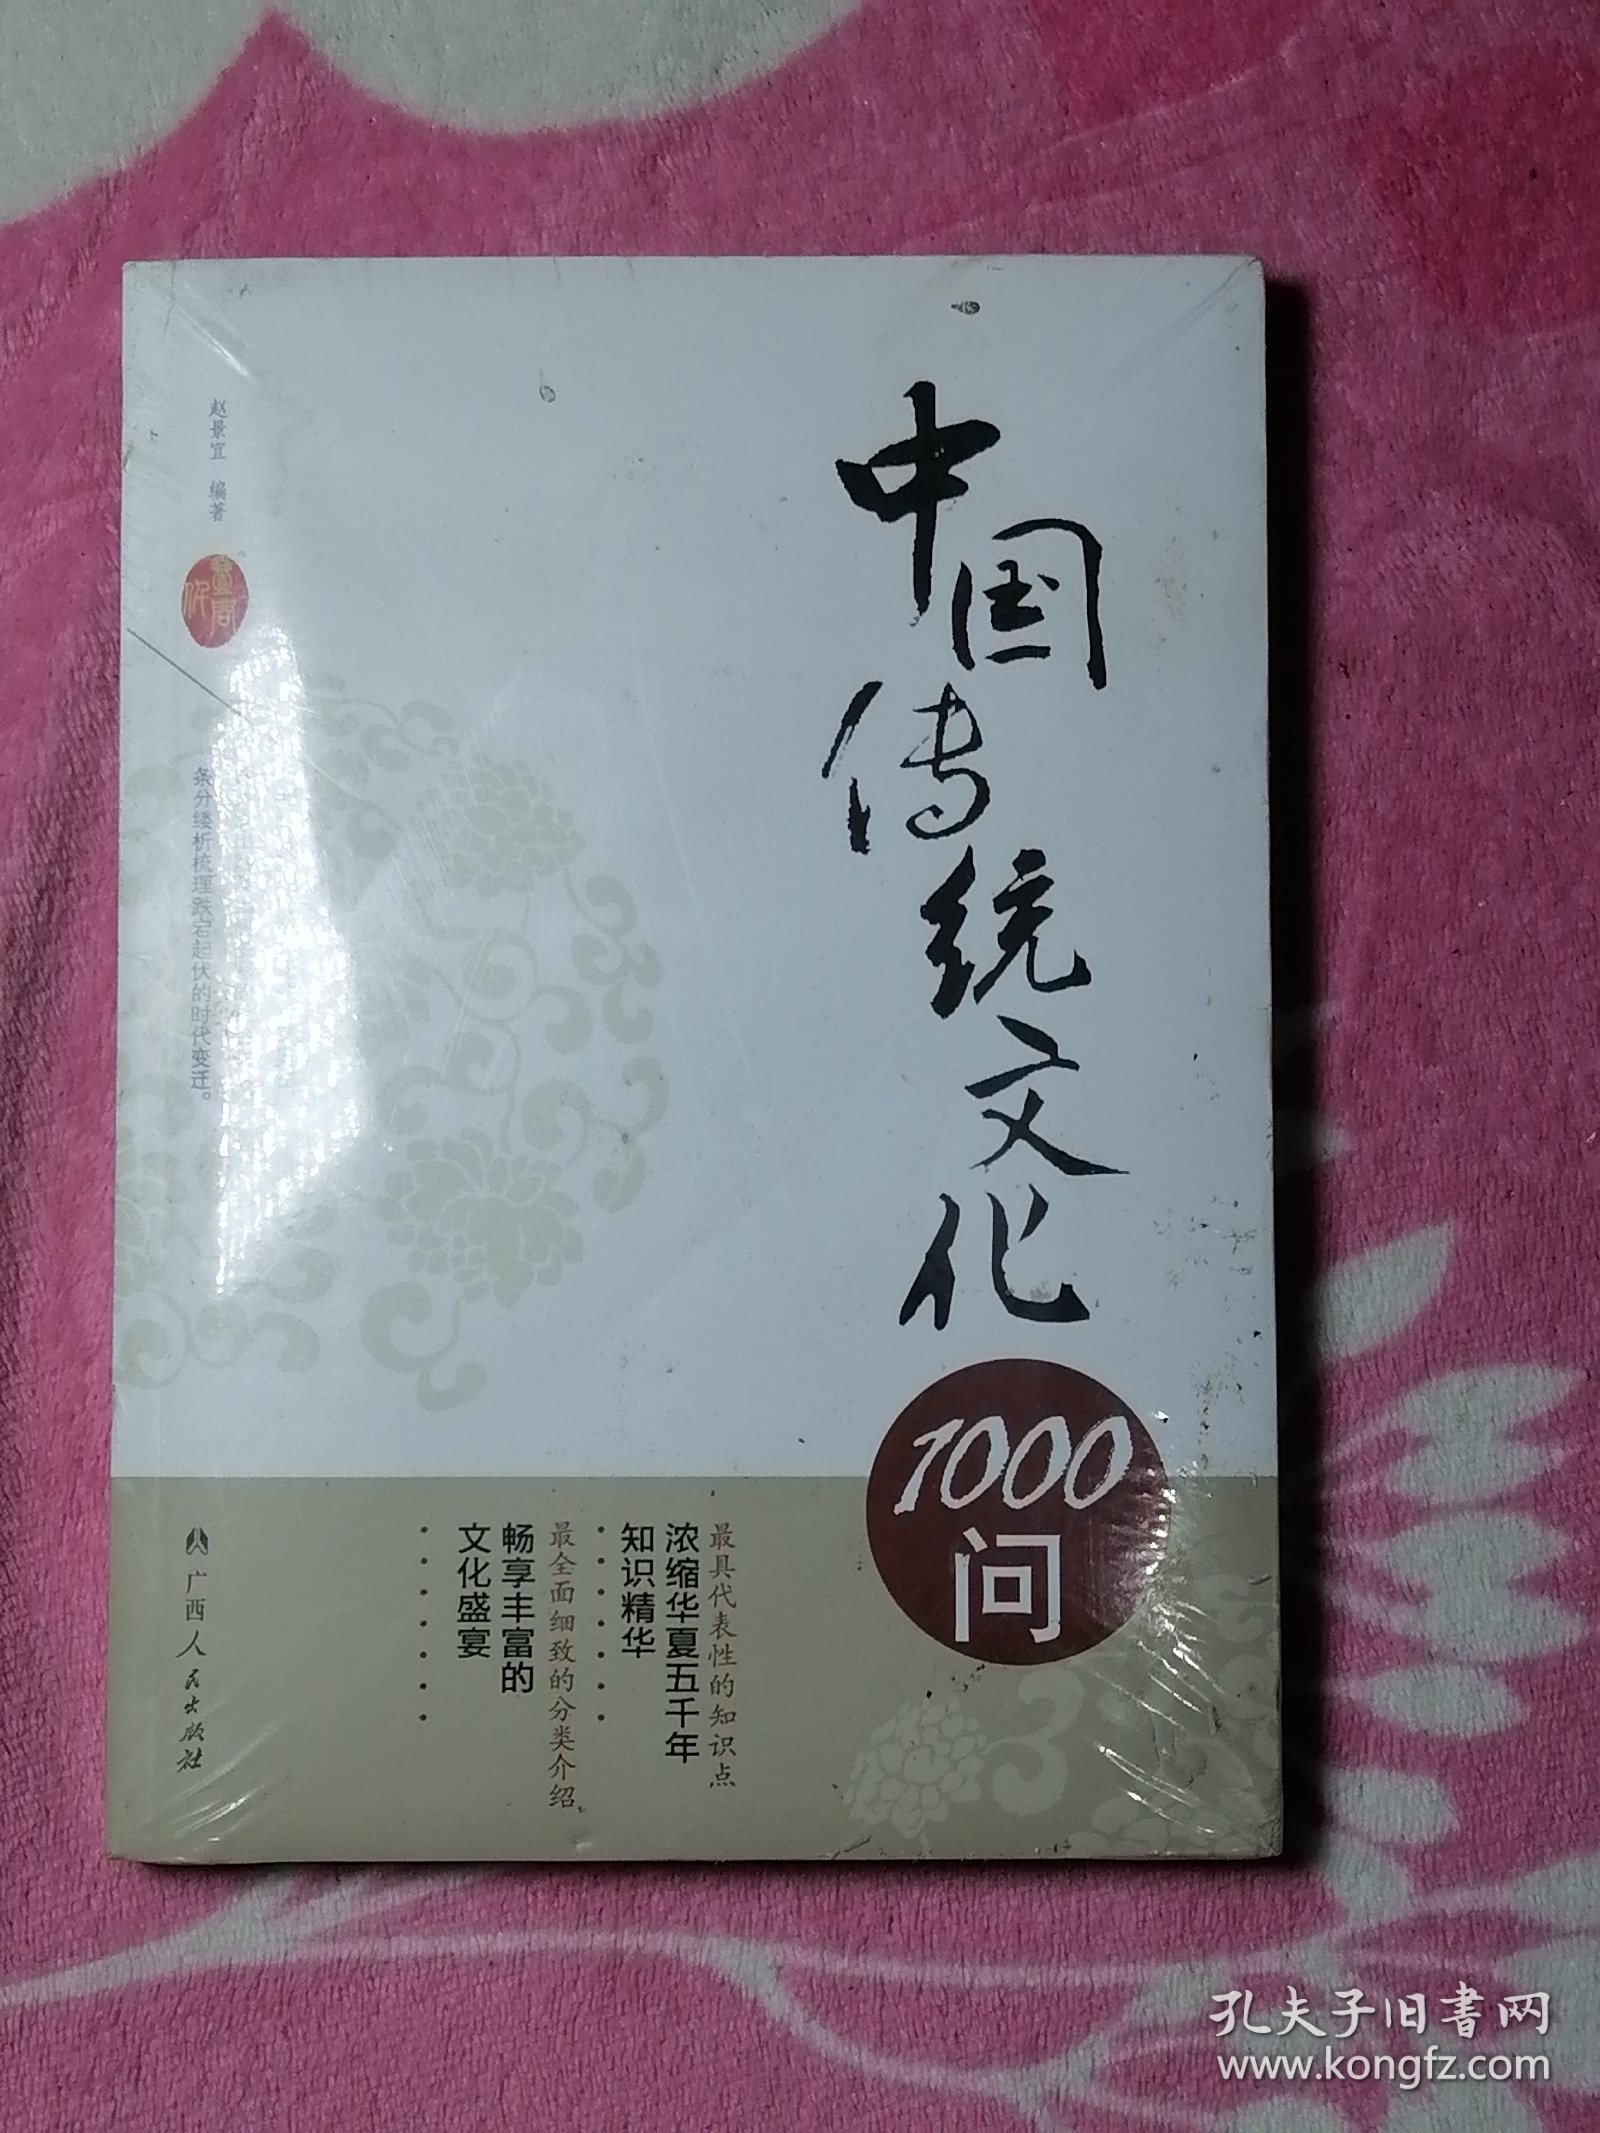 中国传统文化
1000
问
最具代表性的知识点
浓缩华夏五千年
知识精华
最全面细致的分类介绍
畅享丰富的
文化盛宴
赵景宜 编著
条分缕析梳理跌宕起伏的时代变迁。
广西人民出版社
孔夫子旧书网
www.kongfz.com